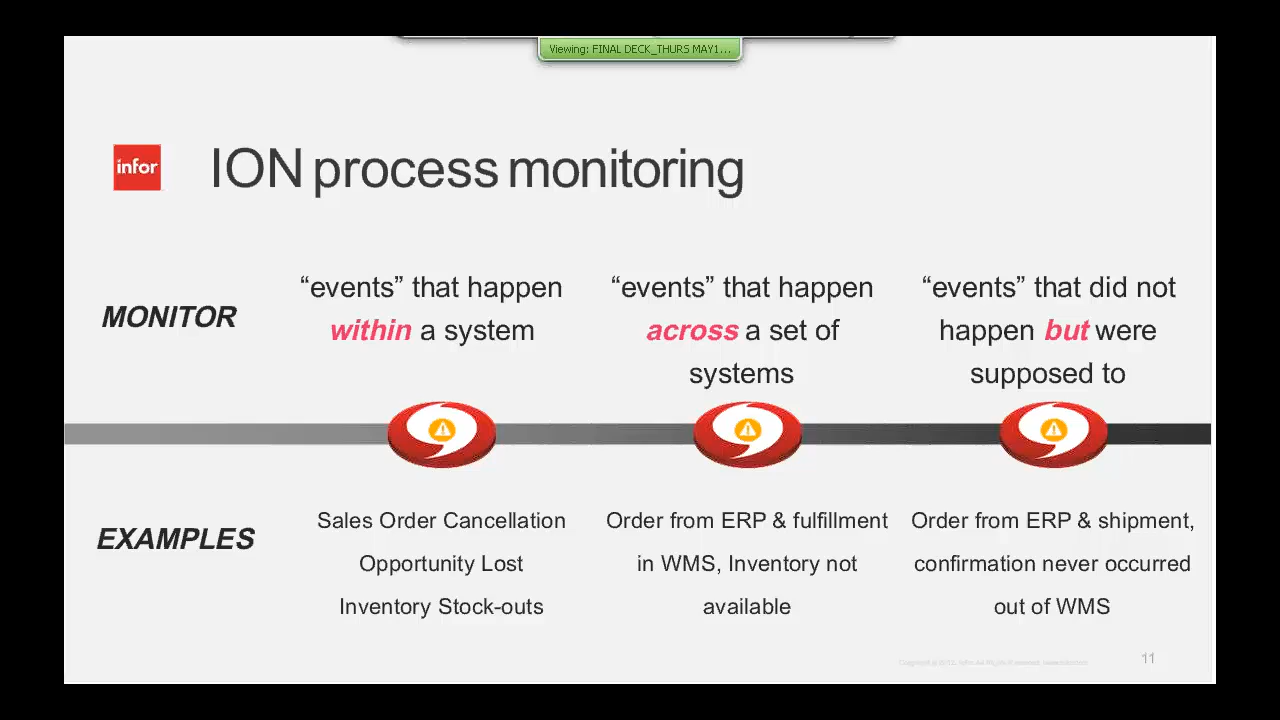 Viewing: FINAL DECK_THURS MAY1...
infor
ION process monitoring
MONITOR
“events” that happen
within a system
“events” that happen
across a set of
systems
“events” that did not
happen but were
supposed to
EXAMPLES
Sales Order Cancellation
Opportunity Lost
Inventory Stock-outs
Order from ERP & fulfillment
in WMS, Inventory not
available
Order from ERP & shipment,
confirmation never occurred
out of WMS
11